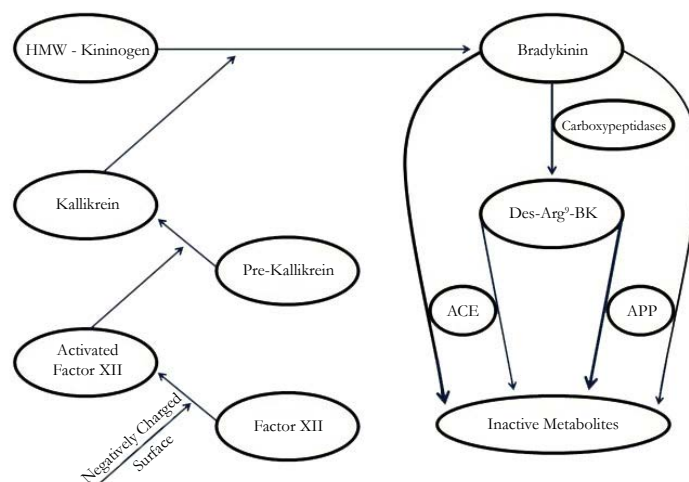 HMW - Kininogen
Bradykinin
Carboxypeptidases
Kallikrein
Des-Arg⁹-BK
Pre-Kallikrein
ACE
APP
Activated
Factor XII
Negatively Charged
Surface
Factor XII
Inactive Metabolites